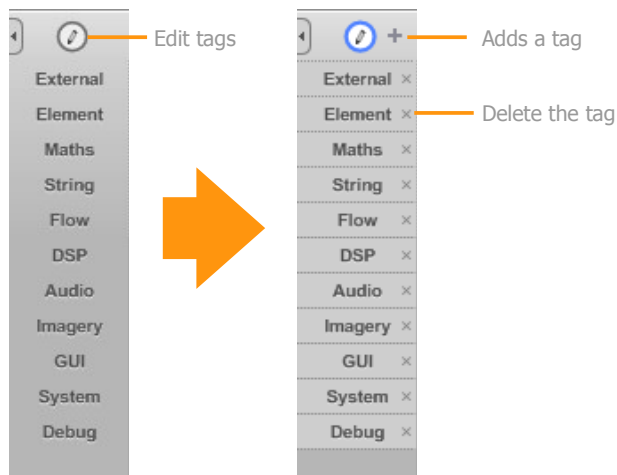 Edit tags
External
Element
Maths
String
Flow
DSP
Audio
Imagery
GUI
System
Debug
Adds a tag
External
Element
Delete the tag
Maths
String
Flow
DSP
Audio
Imagery
GUI
System
Debug